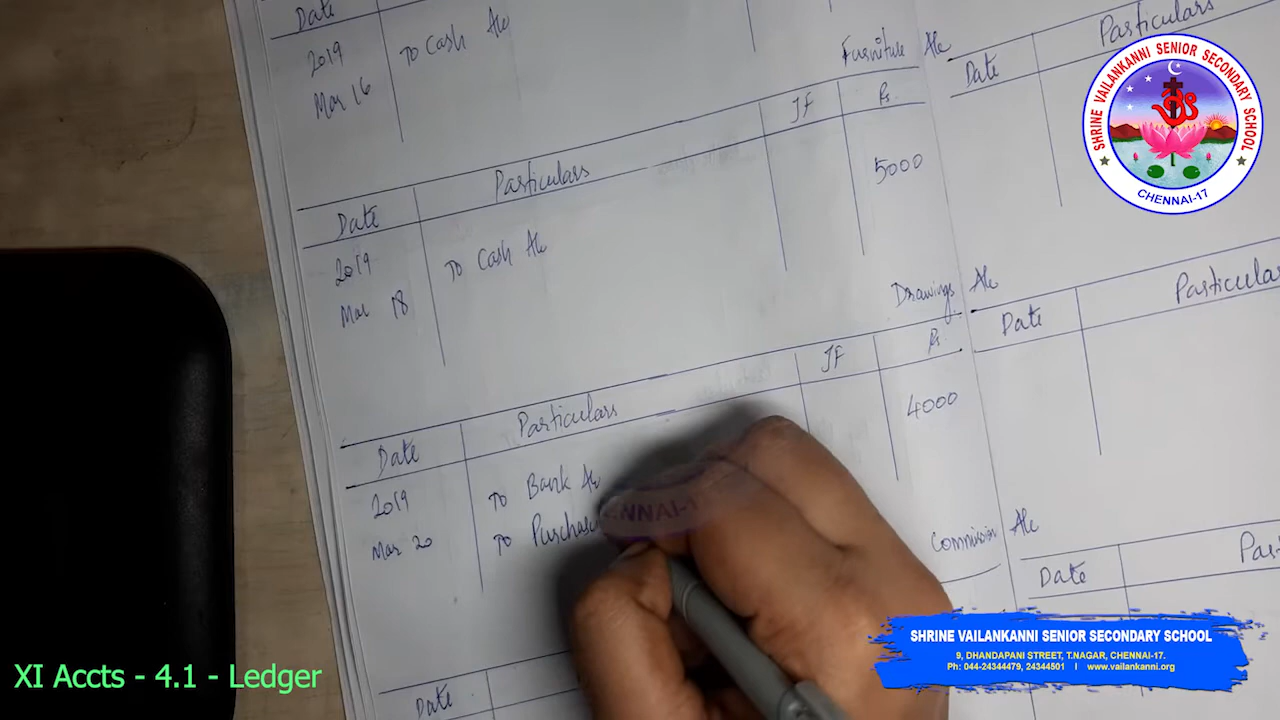 Date
2019
Mar 16
To Cash A/c
Furniture A/c
Particulars
Date
SHRINE VAILANKANNI SENIOR SECONDARY SCHOOL
CHENNAI-17
Date
Particulars
JF
Rs.
2019
Mar 18
To Cash A/c
5000
Drawings A/c
Date
Particulars
Date
Particulars
JF
Rs.
2019
Mar 20
To Bank A/c
4000
To Purchases
Commission A/c
Date
Date
SHRINE VAILANKANNI SENIOR SECONDARY SCHOOL
9, DHANDAPANI STREET, T.NAGAR, CHENNAI-17.
Ph: 044-24344479, 24344501 I www.vailankanni.org
XI Accts - 4.1 - Ledger